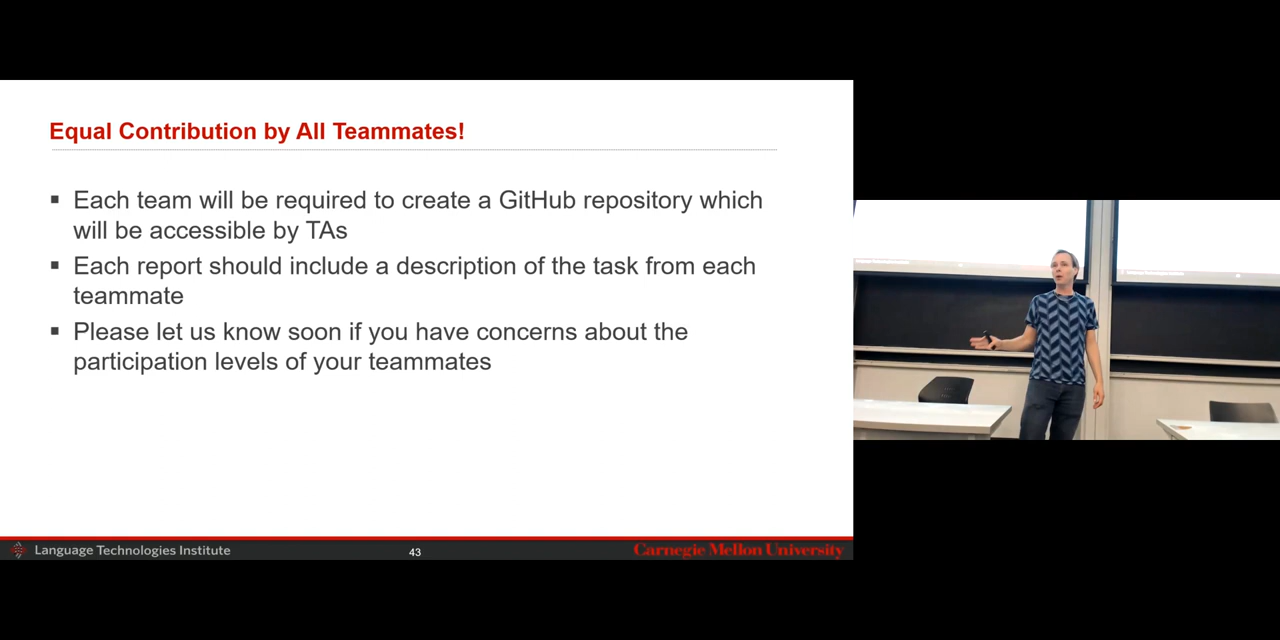 Equal Contribution by All Teammates!
▪ Each team will be required to create a GitHub repository which
will be accessible by TAs
▪ Each report should include a description of the task from each
teammate
▪ Please let us know soon if you have concerns about the
participation levels of your teammates
Language Technologies Institute
43
Carnegie Mellon University